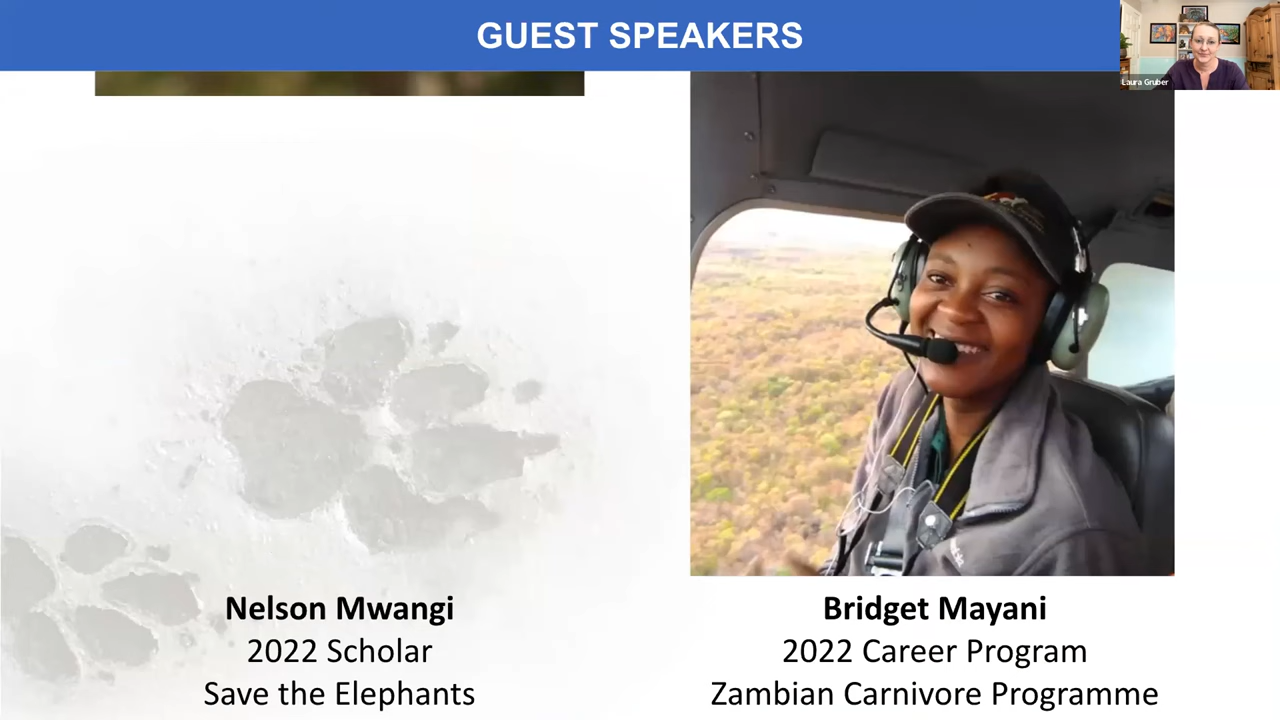 GUEST SPEAKERS
Laura Gruber
Nelson Mwangi
2022 Scholar
Save the Elephants
Bridget Mayani
2022 Career Program
Zambian Carnivore Programme